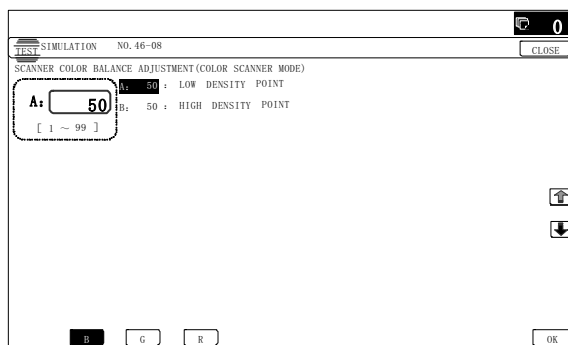 0
TEST SIMULATION NO.46-08
CLOSE
SCANNER COLOR BALANCE ADJUSTMENT(COLOR SCANNER MODE)
A: 50
[ 1 ~ 99 ]
A: 50 : LOW DENSITY POINT
B: 50 : HIGH DENSITY POINT
B G R
OK